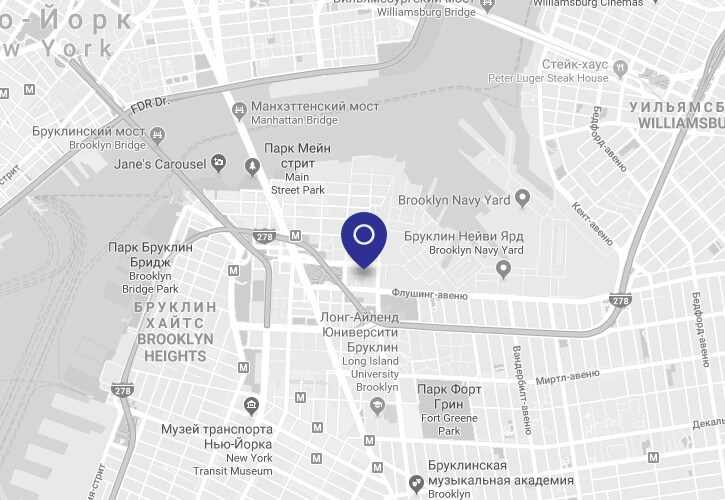 о-Йорк
ew York
Вильямсбургский мост
Williamsburg Bridge
Williamsburg Cinemas
Стейк-хаус
Peter Luger Steak House
FDR Dr.
Манхэттенский мост
Manhattan Bridge
Бруклинский мост
Brooklyn Bridge
УИЛЬЯМСБ
WILLIAMSBU
Бедфорд-авеню
Парк Мейн
стрит
Main
Street Park
Jane's Carousel
M
M
M
Brooklyn Navy Yard
Кент-авеню
Бруклин Нейви Ярд
Brooklyn Navy Yard
278
M
Парк Бруклин
Бридж
Brooklyn
Bridge Park
M
Флушинг-авеню
278
БРУКЛИН
ХАЙТС
BROOKLYN
HEIGHTS
Лонг-Айленд
Юниверсити
Бруклин
Long Island
University
Brooklyn
Бедфорд-авеню
Вандербилт-авеню
Миртл-авеню
278
M
M
Парк Форт
Грин
Fort Greene
Park
Декаль
Музей транспорта
Нью-Йорка
New York
Transit Museum
M
M
M
M
M
M
Бруклинская
музыкальная академия
Brooklyn